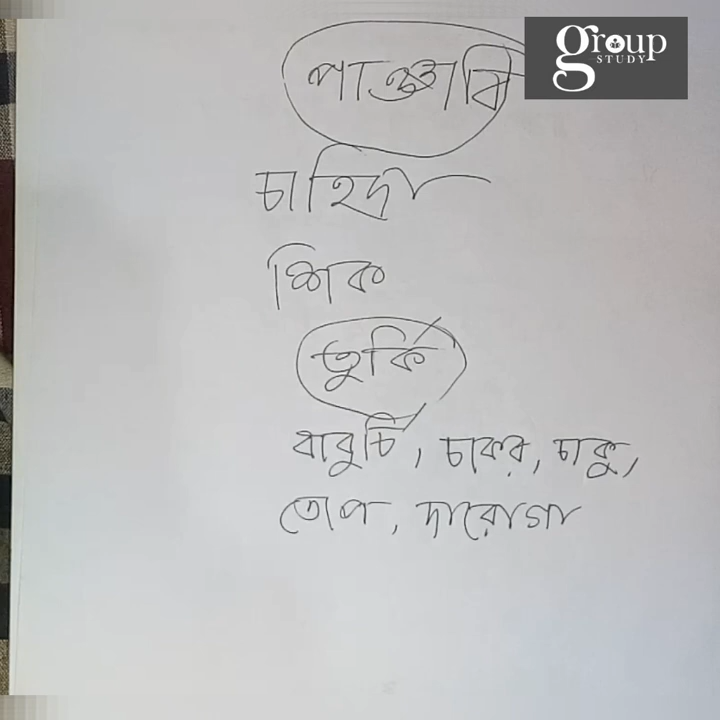 group
STUDY
পাঞ্জাবি
চাহিদা
শিক
তুর্কি
বাবুর্চি, চাকর, চাকু,
তোপ, দারোগা